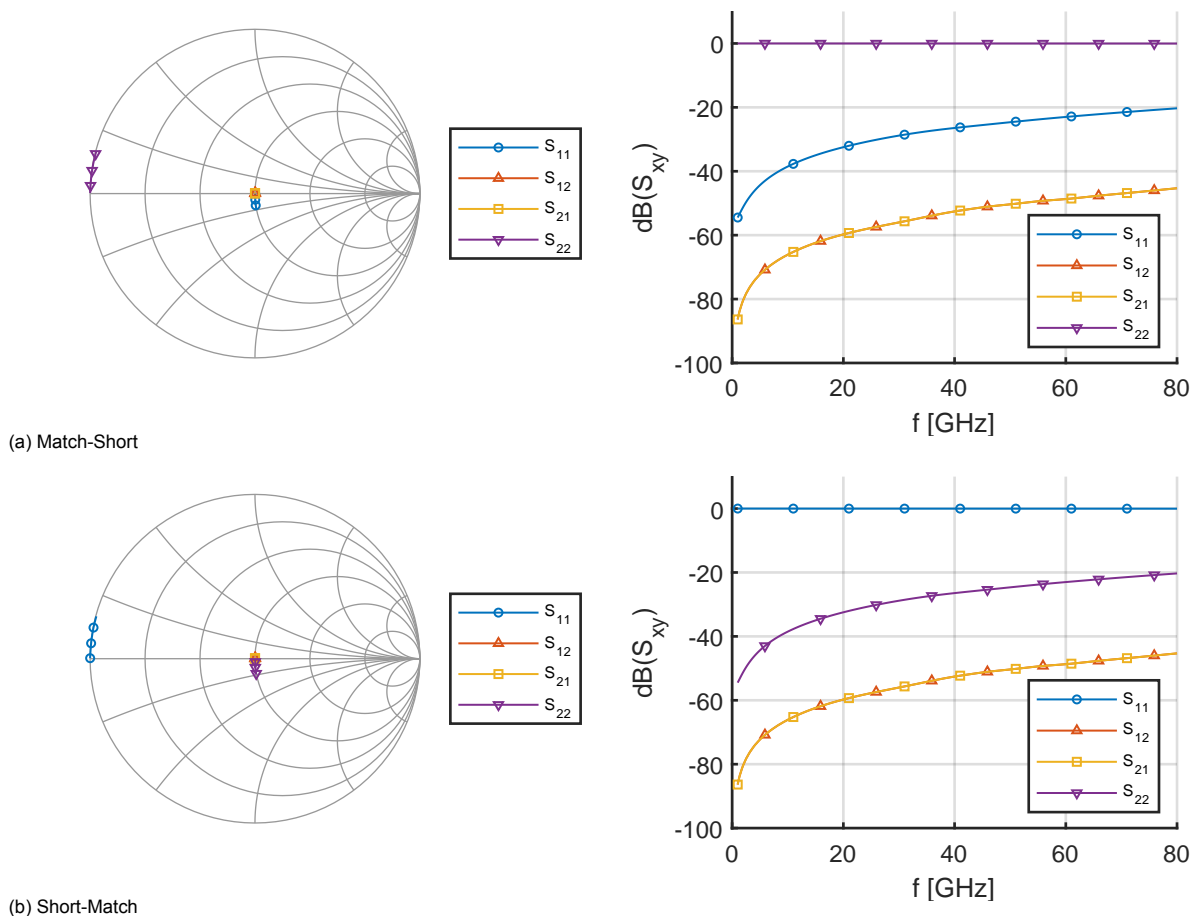 S11
S12
S21
S22
dB(Sxy)
0
-20
-40
-60
-80
-100
S11
S12
S21
S22
0 20 40 60 80
f [GHz]
(a) Match-Short
S11
S12
S21
S22
dB(Sxy)
0
-20
-40
-60
-80
-100
S11
S12
S21
S22
0 20 40 60 80
f [GHz]
(b) Short-Match